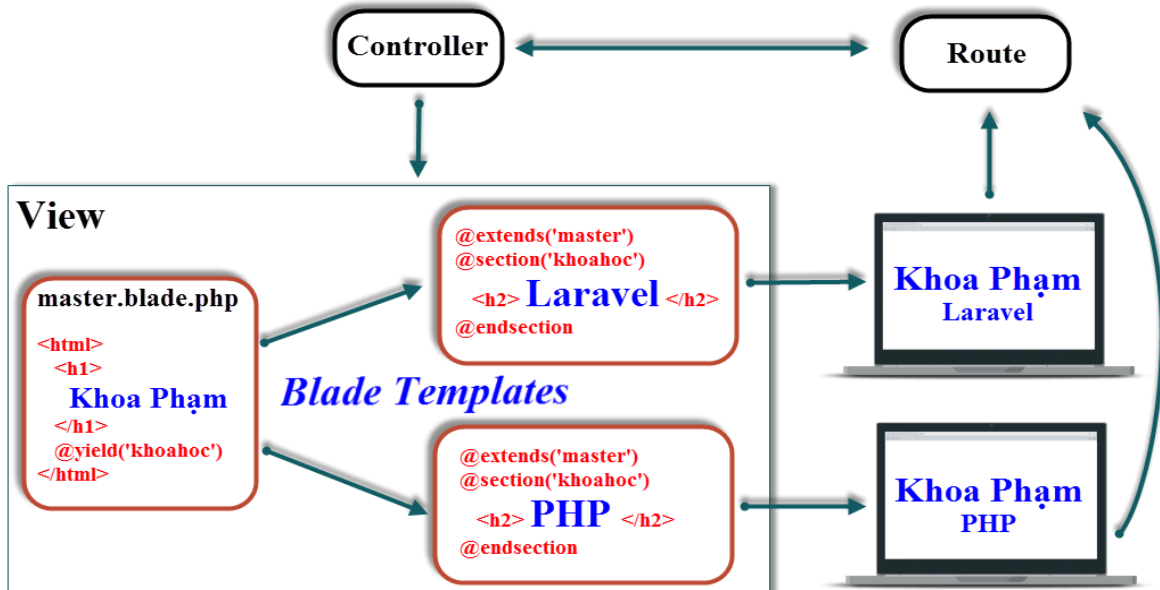 Controller
Route
View
master.blade.php
<html>
<h1>
Khoa Phạm
</h1>
@yield('khoahoc')
</html>
Blade Templates
@extends('master')
@section('khoahoc')
<h2> Laravel </h2>
@endsection
@extends('master')
@section('khoahoc')
<h2> PHP </h2>
@endsection
Khoa Phạm
Laravel
Khoa Phạm
PHP